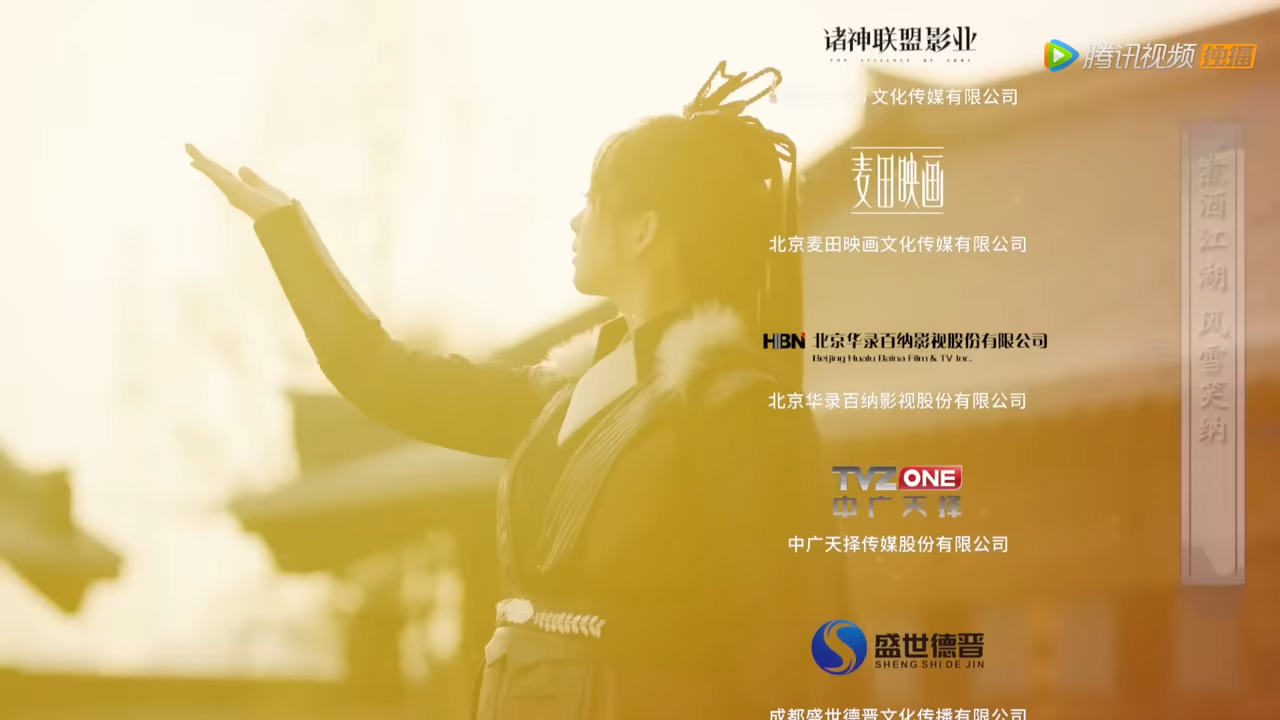 诸神联盟影业
THE ALLIANCE OF GODS
腾讯视频 独播
文化传媒有限公司
麦田映画
北京麦田映画文化传媒有限公司
HBN 北京华录百纳影视股份有限公司
Beijing Hualu Baina Film & TV Inc.
北京华录百纳影视股份有限公司
TVZONE
中广天择
中广天择传媒股份有限公司
盛世德晋
SHENG SHI DE JIN
成都盛世德晋文化传播有限公司
酒江湖 风雪笑纳